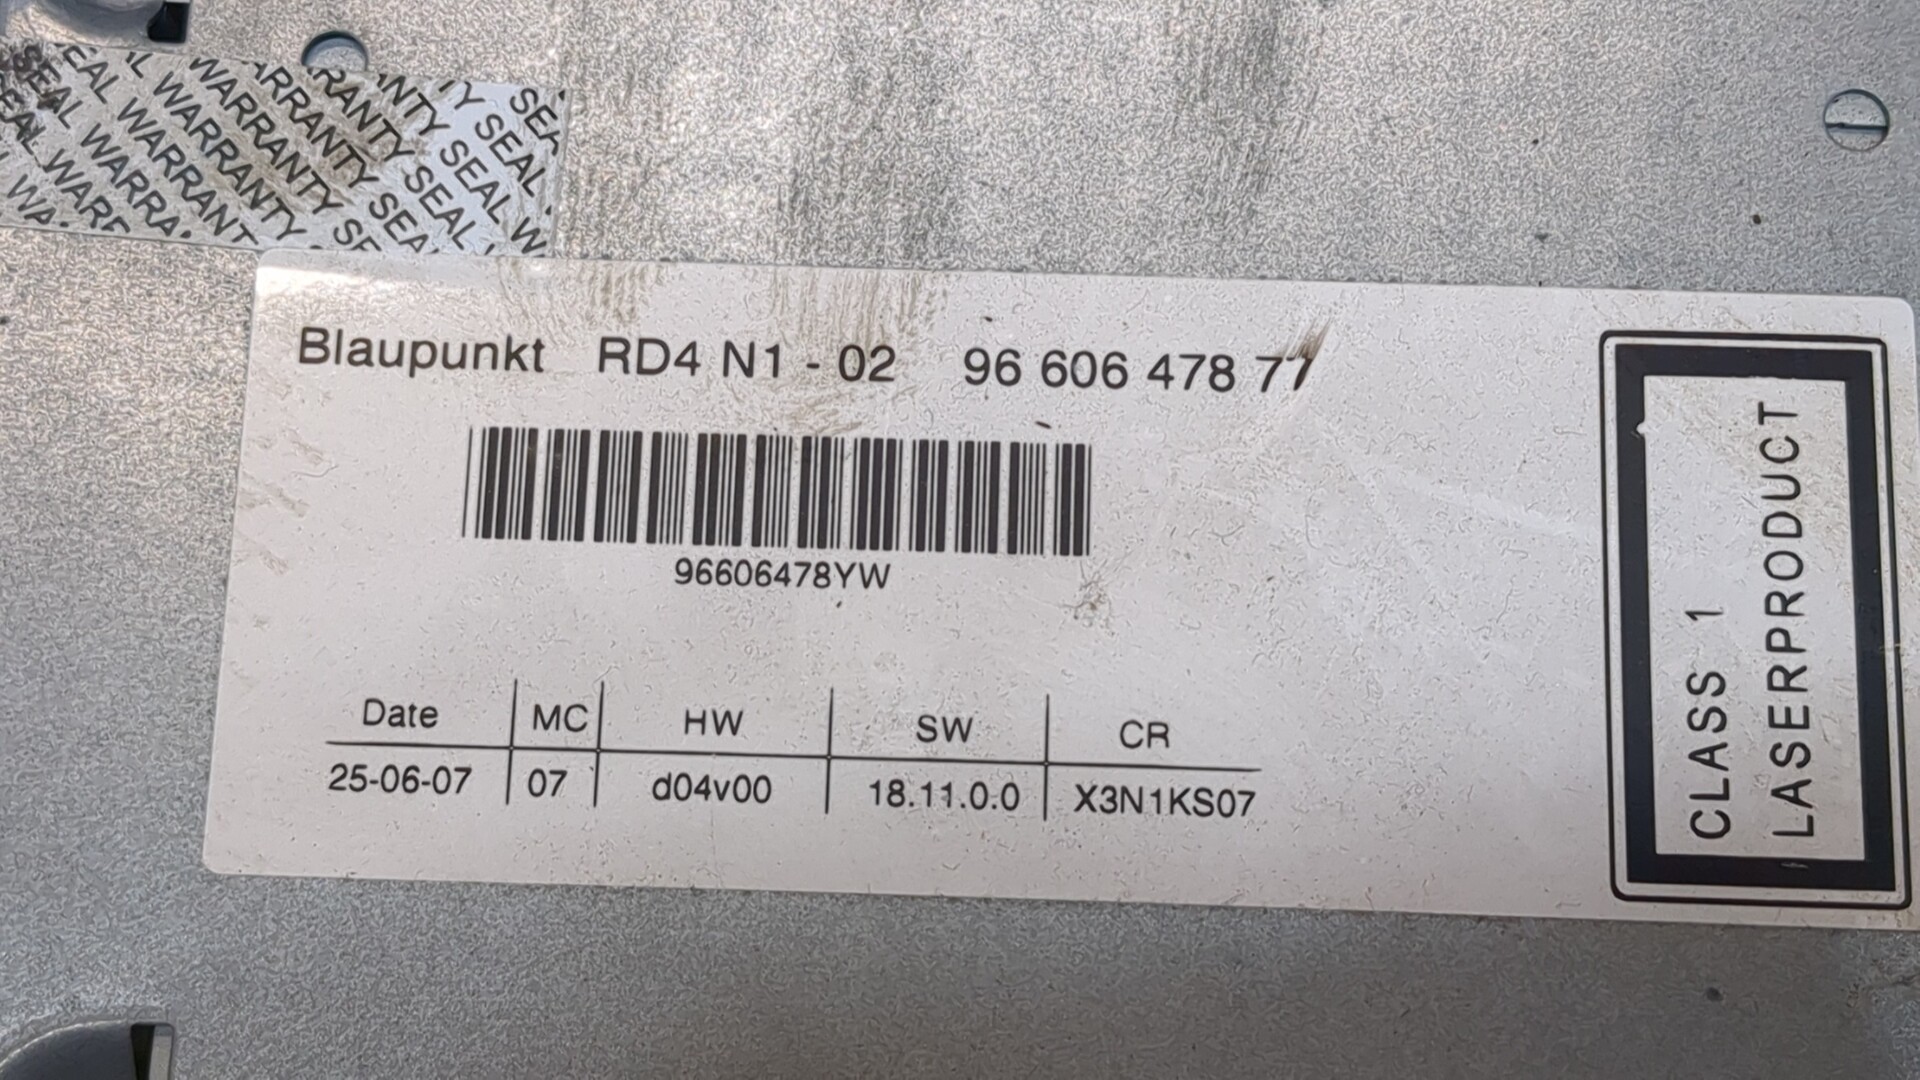 SEAL WARRANTY SEAL WARRANTY SEAL
Blaupunkt RD4 N1 - 02 96 606 478 77
96606478YW
Date MC HW SW CR
25-06-07 07 d04v00 18.11.0.0 X3N1KS07
CLASS 1
LASERPRODUCT